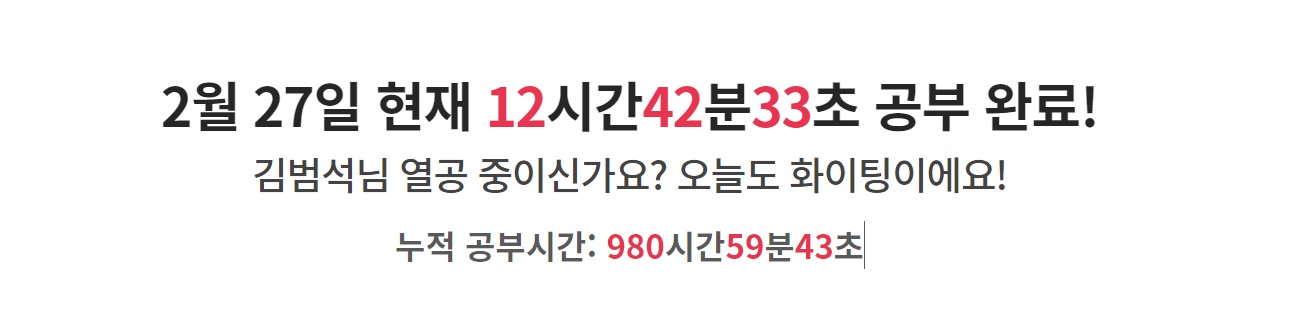 2월 27일 현재 12시간42분33초 공부 완료!
김범석님 열공 중이신가요? 오늘도 화이팅이에요!
누적 공부시간: 980시간59분43초